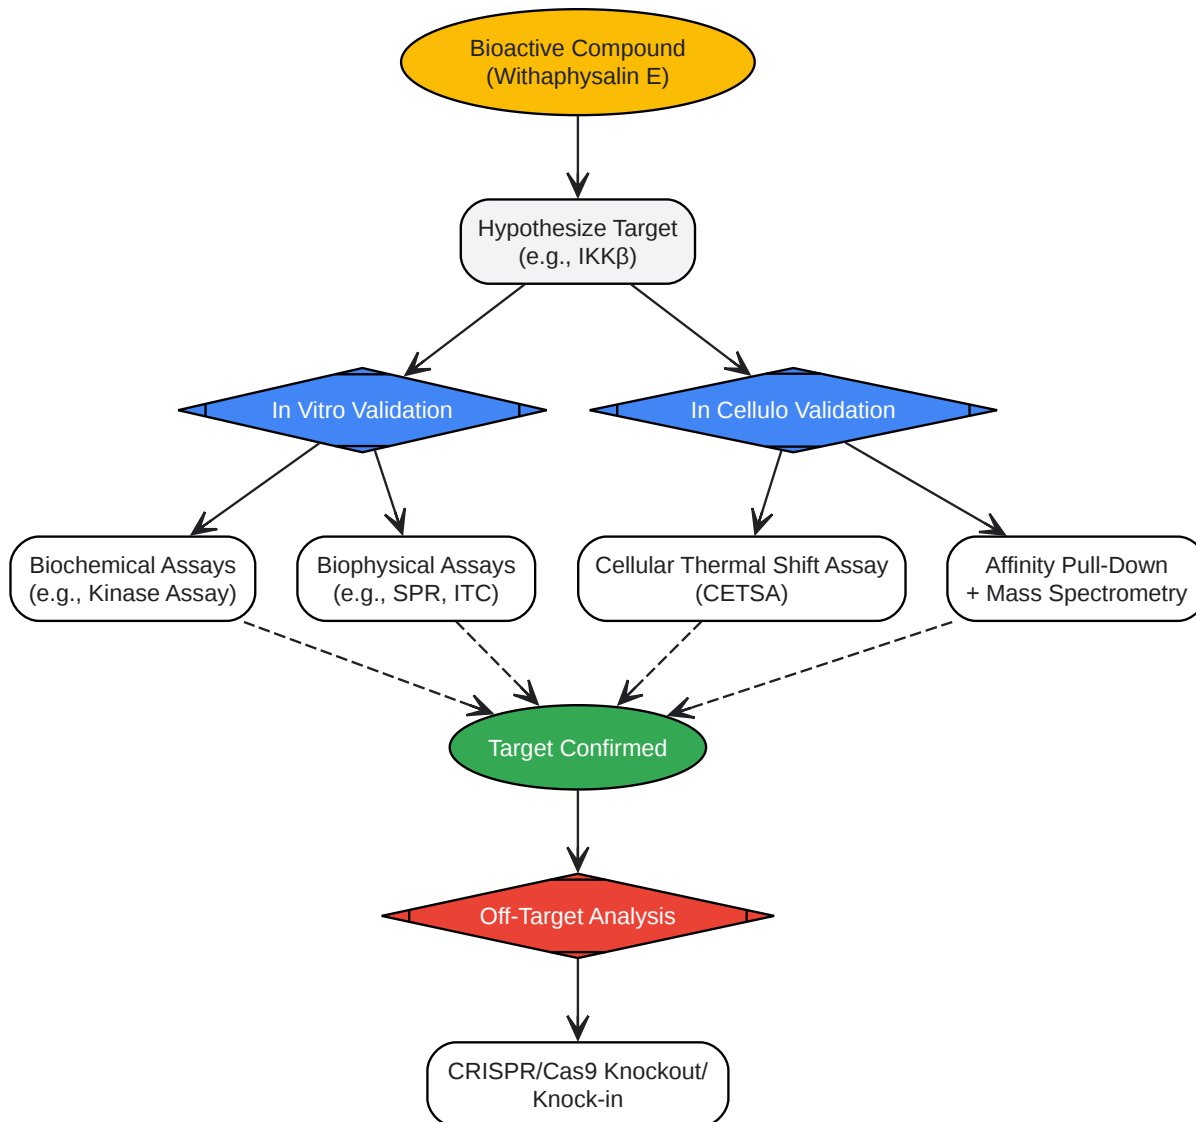 Bioactive Compound
(Withaphysalin E)
Hypothesize Target
(e.g., IKKβ)
In Vitro Validation
In Cellulo Validation
Biochemical Assays
(e.g., Kinase Assay)
Biophysical Assays
(e.g., SPR, ITC)
Cellular Thermal Shift Assay
(CETSA)
Affinity Pull-Down
+ Mass Spectrometry
Target Confirmed
Off-Target Analysis
CRISPR/Cas9 Knockout/
Knock-in